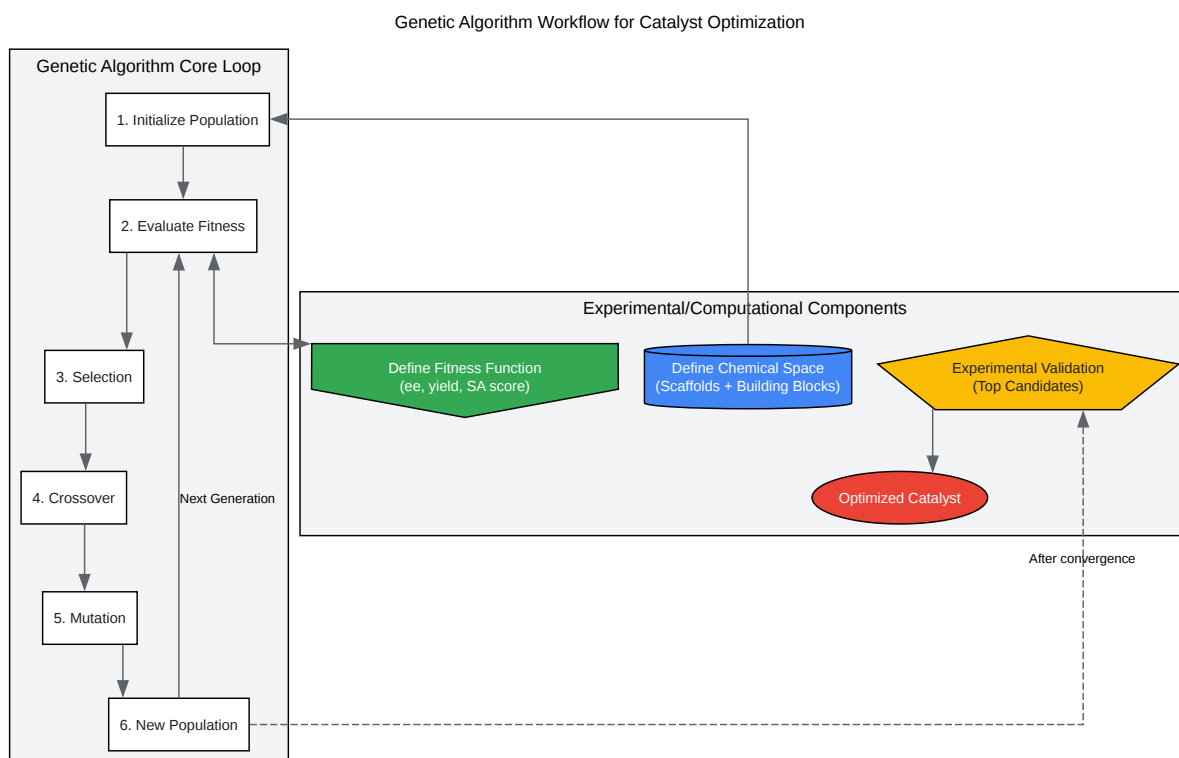 Genetic Algorithm Workflow for Catalyst Optimization
Genetic Algorithm Core Loop
1. Initialize Population
2. Evaluate Fitness
3. Selection
4. Crossover
Next Generation
5. Mutation
6. New Population
Experimental/Computational Components
Define Fitness Function
(ee, yield, SA score)
Define Chemical Space
(Scaffolds + Building Blocks)
Experimental Validation
(Top Candidates)
Optimized Catalyst
After convergence